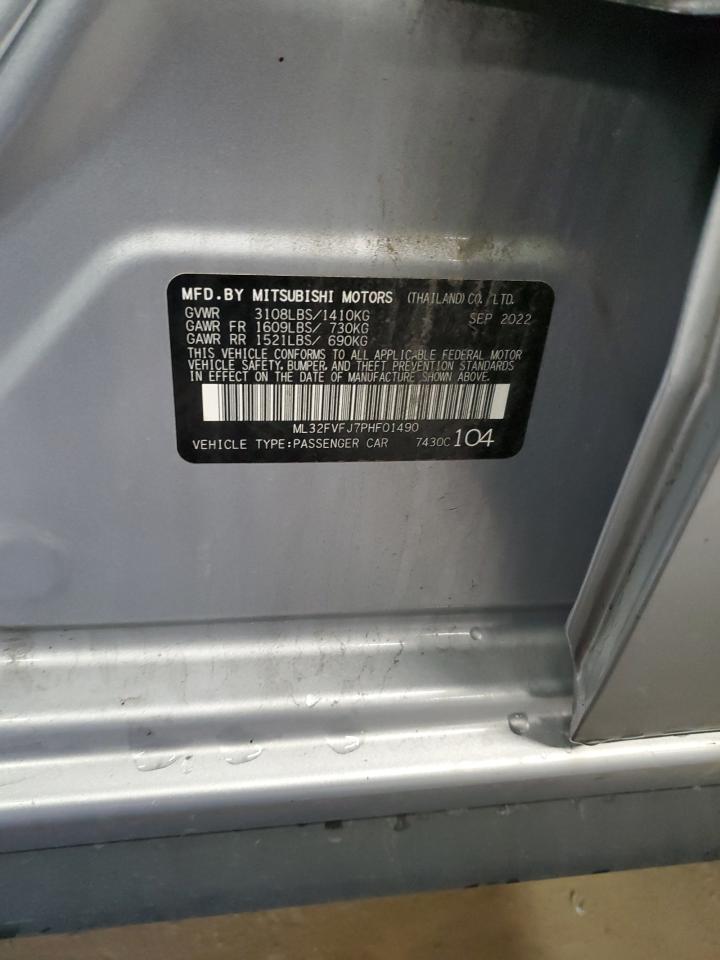 MFD.BY MITSUBISHI MOTORS (THAILAND) CO., LTD.
GVWR 3108LBS/1410KG SEP 2022
GAWR FR 1609LBS/ 730KG
GAWR RR 1521LBS/ 690KG
THIS VEHICLE CONFORMS TO ALL APPLICABLE FEDERAL MOTOR
VEHICLE SAFETY, BUMPER, AND THEFT PREVENTION STANDARDS
IN EFFECT ON THE DATE OF MANUFACTURE SHOWN ABOVE.
ML32FVFJ7PHF01490
VEHICLE TYPE:PASSENGER CAR 7430C 104